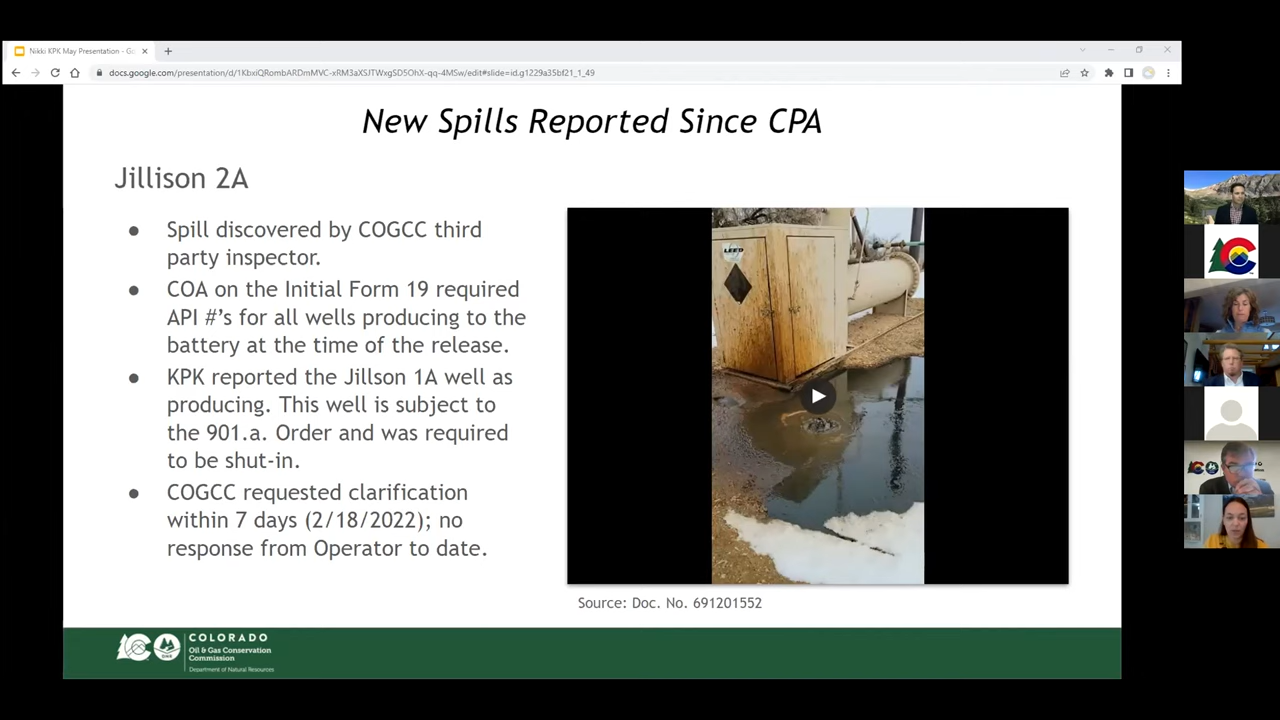 Nikki KPK May Presentation - Go
docs.google.com/presentation/d/1KbxiQRombARDmMVC-xRM3aXSJTWxgSD5OhX-qq-4MSw/edit#slide=id.g1229a35bf21_1_49
New Spills Reported Since CPA
Jillison 2A
● Spill discovered by COGCC third
party inspector.
● COA on the Initial Form 19 required
API #'s for all wells producing to the
battery at the time of the release.
● KPK reported the Jillson 1A well as
producing. This well is subject to
the 901.a. Order and was required
to be shut-in.
● COGCC requested clarification
within 7 days (2/18/2022); no
response from Operator to date.
LEED
Source: Doc. No. 691201552
COLORADO
Oil & Gas Conservation
Commission
Department of Natural Resources